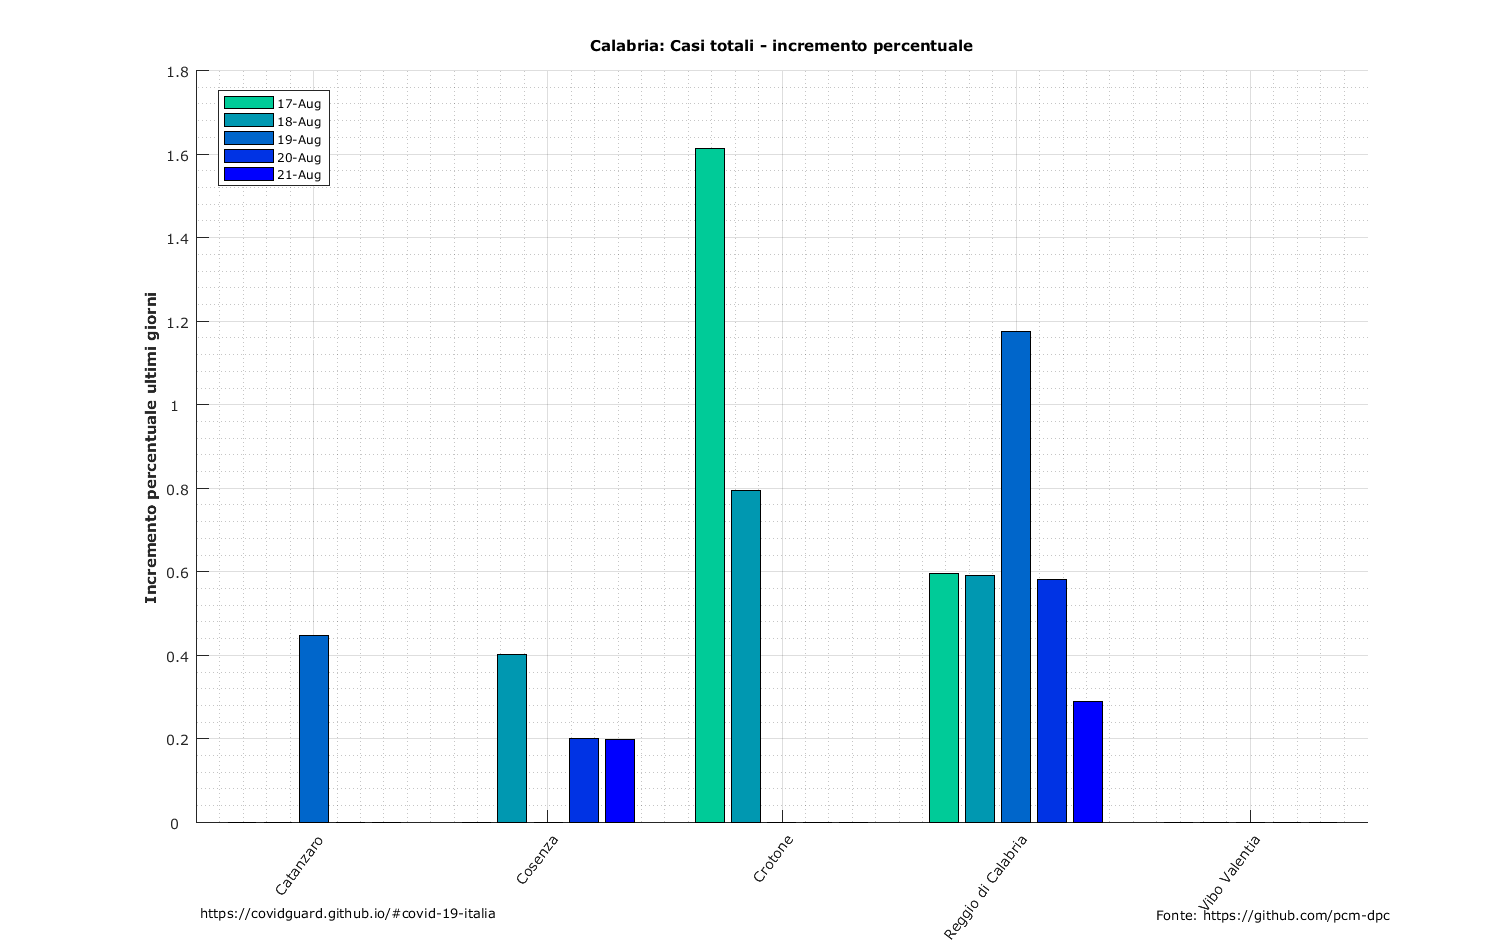 Calabria: Casi totali - incremento percentuale
1.8
1.6
1.4
1.2
1
0.8
0.6
0.4
0.2
0
Incremento percentuale ultimi giorni
17-Aug
18-Aug
19-Aug
20-Aug
21-Aug
Catanzaro
Cosenza
Crotone
Reggio di Calabria
Vibo Valentia
https://covidguard.github.io/#covid-19-italia
Fonte: https://github.com/pcm-dpc